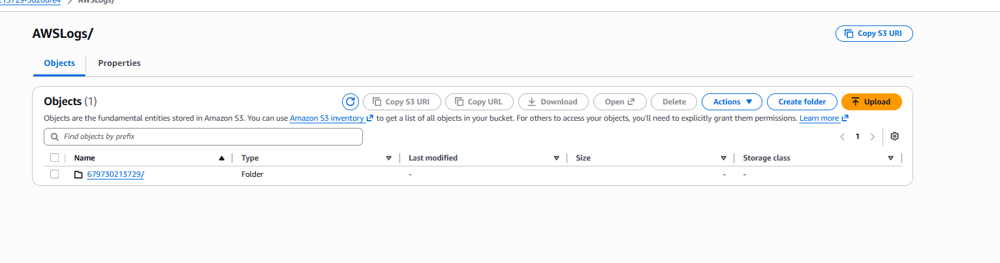 AWSLogs/
AWSLogs/
Copy S3 URI
Objects
Properties
Objects (1)
Copy S3 URI
Copy URL
Download
Open
Delete
Actions
Create folder
Upload
Objects are the fundamental entities stored in Amazon S3. You can use Amazon S3 inventory to get a list of all objects in your bucket. For others to access your objects, you'll need to explicitly grant them permissions. Learn more
Find objects by prefix
1
Name
Type
Last modified
Size
Storage class
679730213729/
Folder
-
-
-